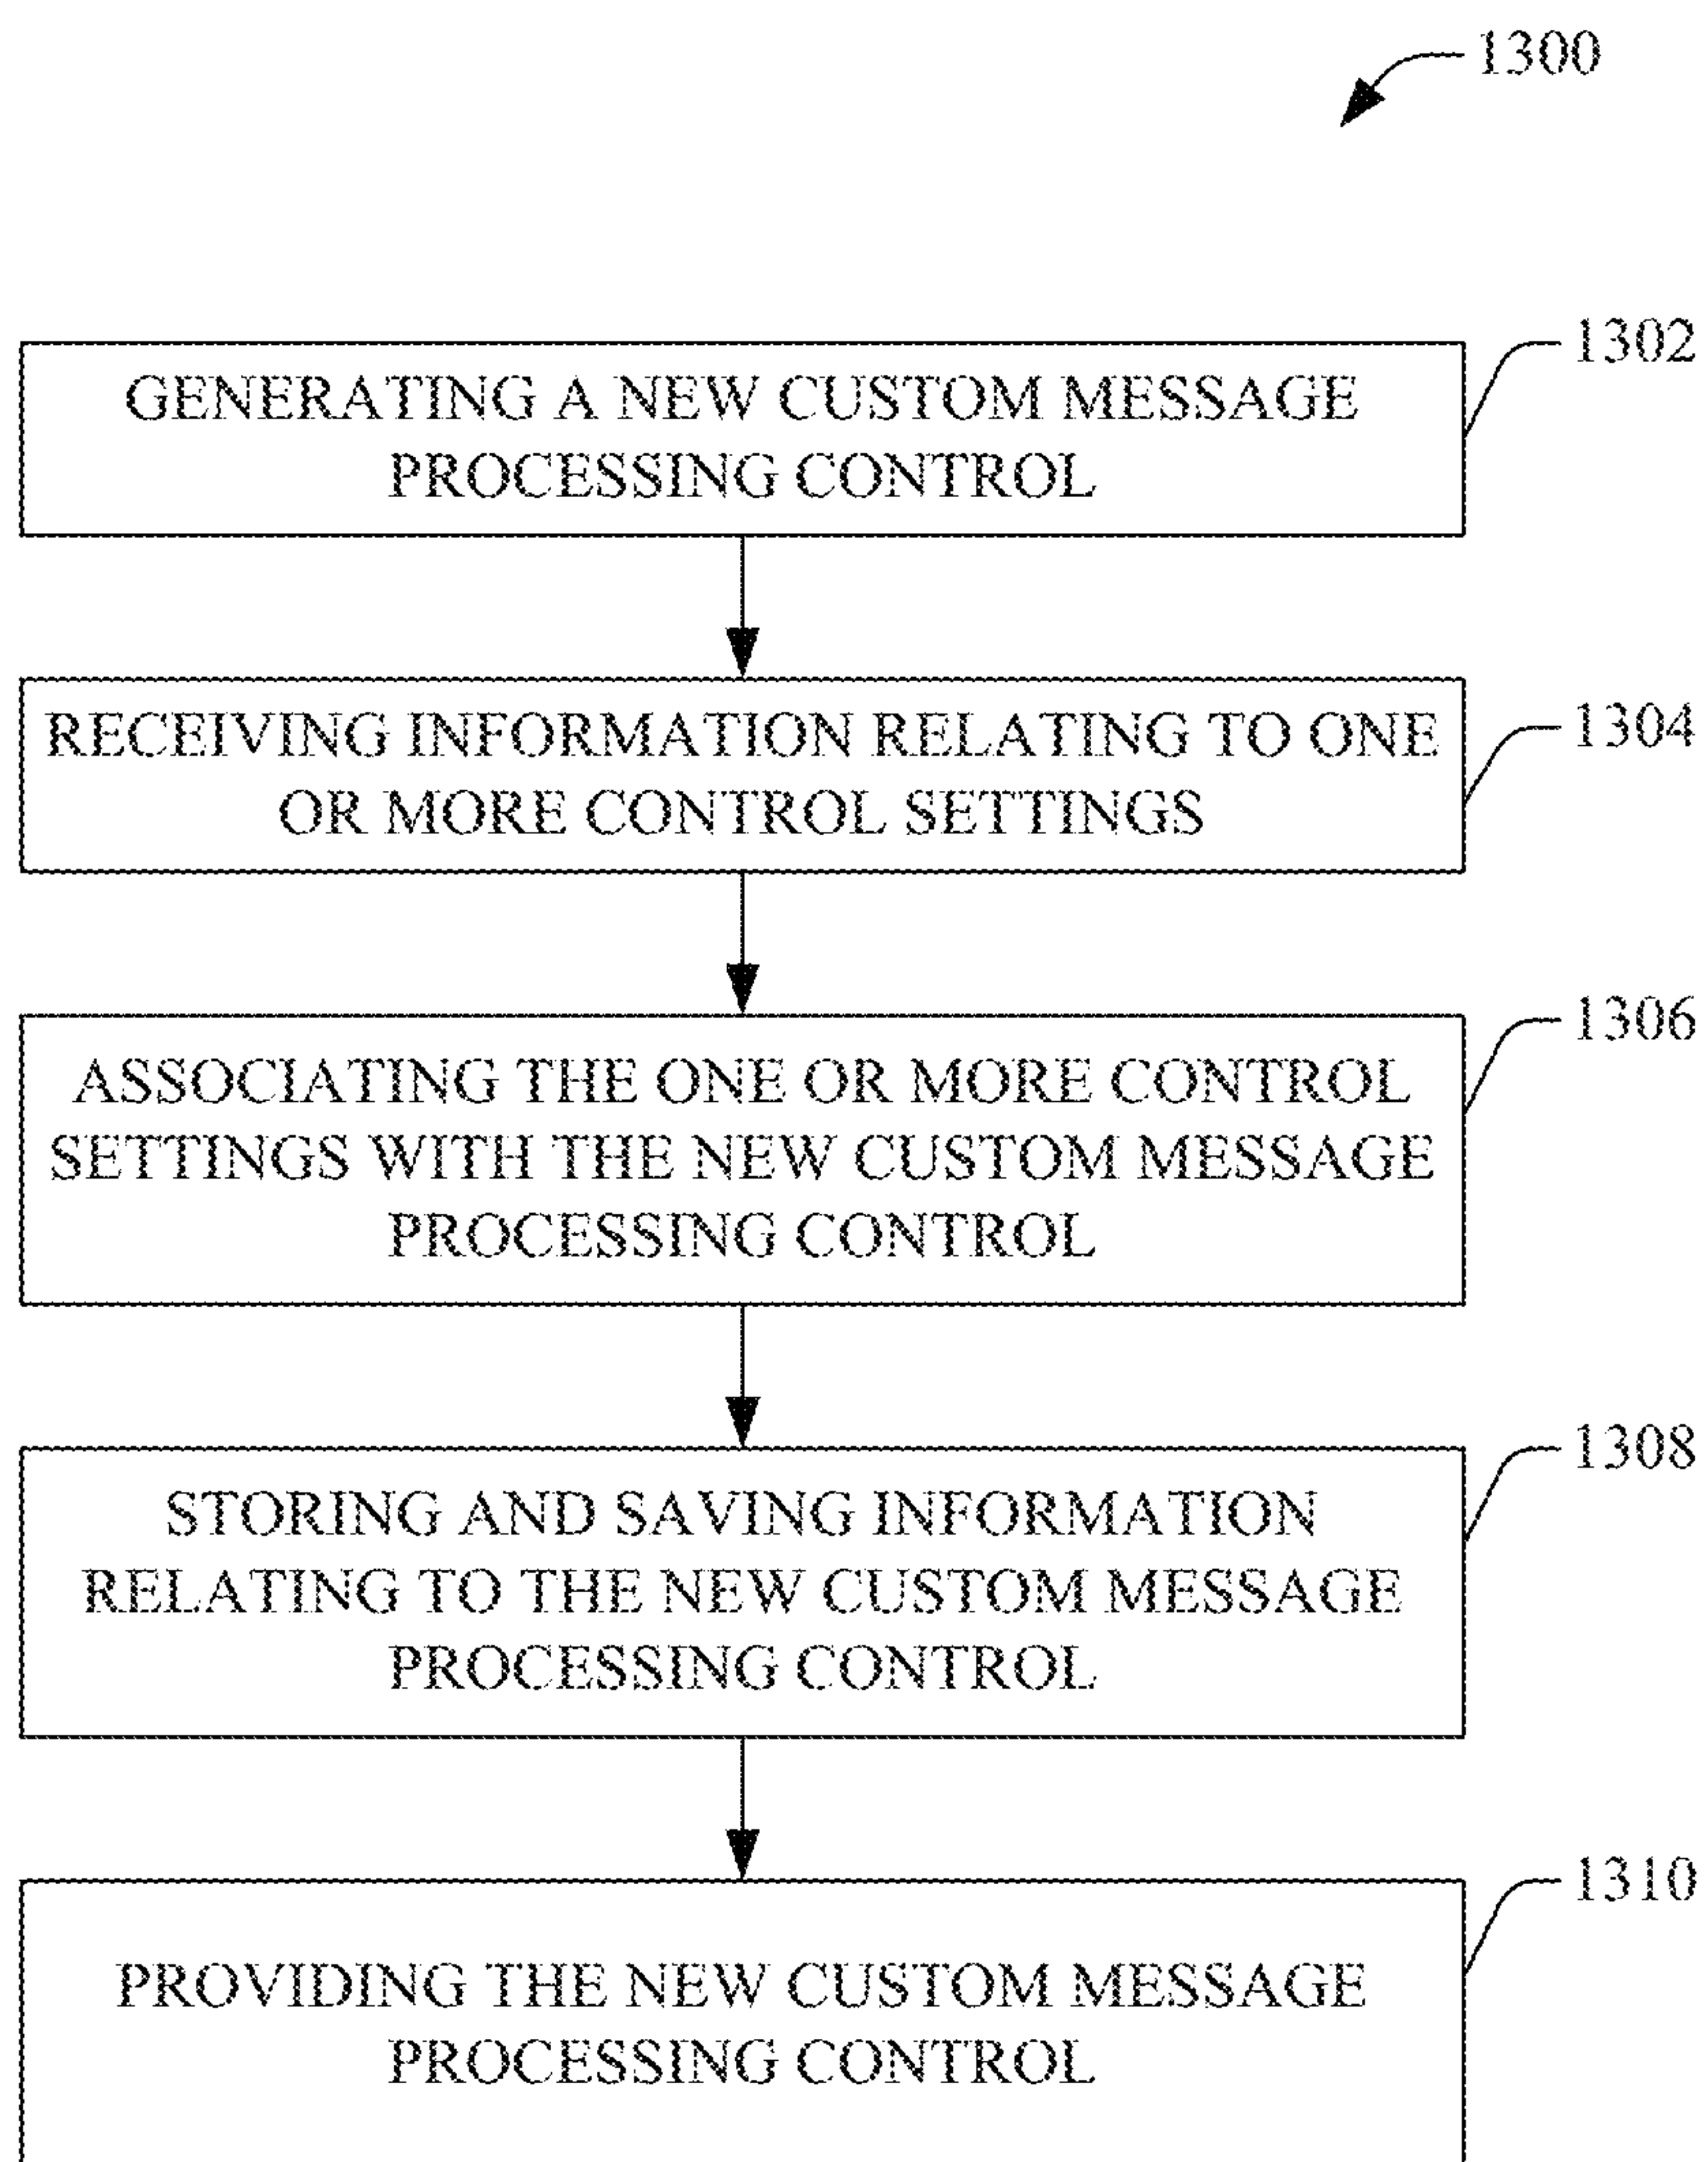 1300
1302
GENERATING A NEW CUSTOM MESSAGE
PROCESSING CONTROL
1304
RECEIVING INFORMATION RELATING TO ONE
OR MORE CONTROL SETTINGS
1306
ASSOCIATING THE ONE OR MORE CONTROL
SETTINGS WITH THE NEW CUSTOM MESSAGE
PROCESSING CONTROL
1308
STORING AND SAVING INFORMATION
RELATING TO THE NEW CUSTOM MESSAGE
PROCESSING CONTROL
1310
PROVIDING THE NEW CUSTOM MESSAGE
PROCESSING CONTROL